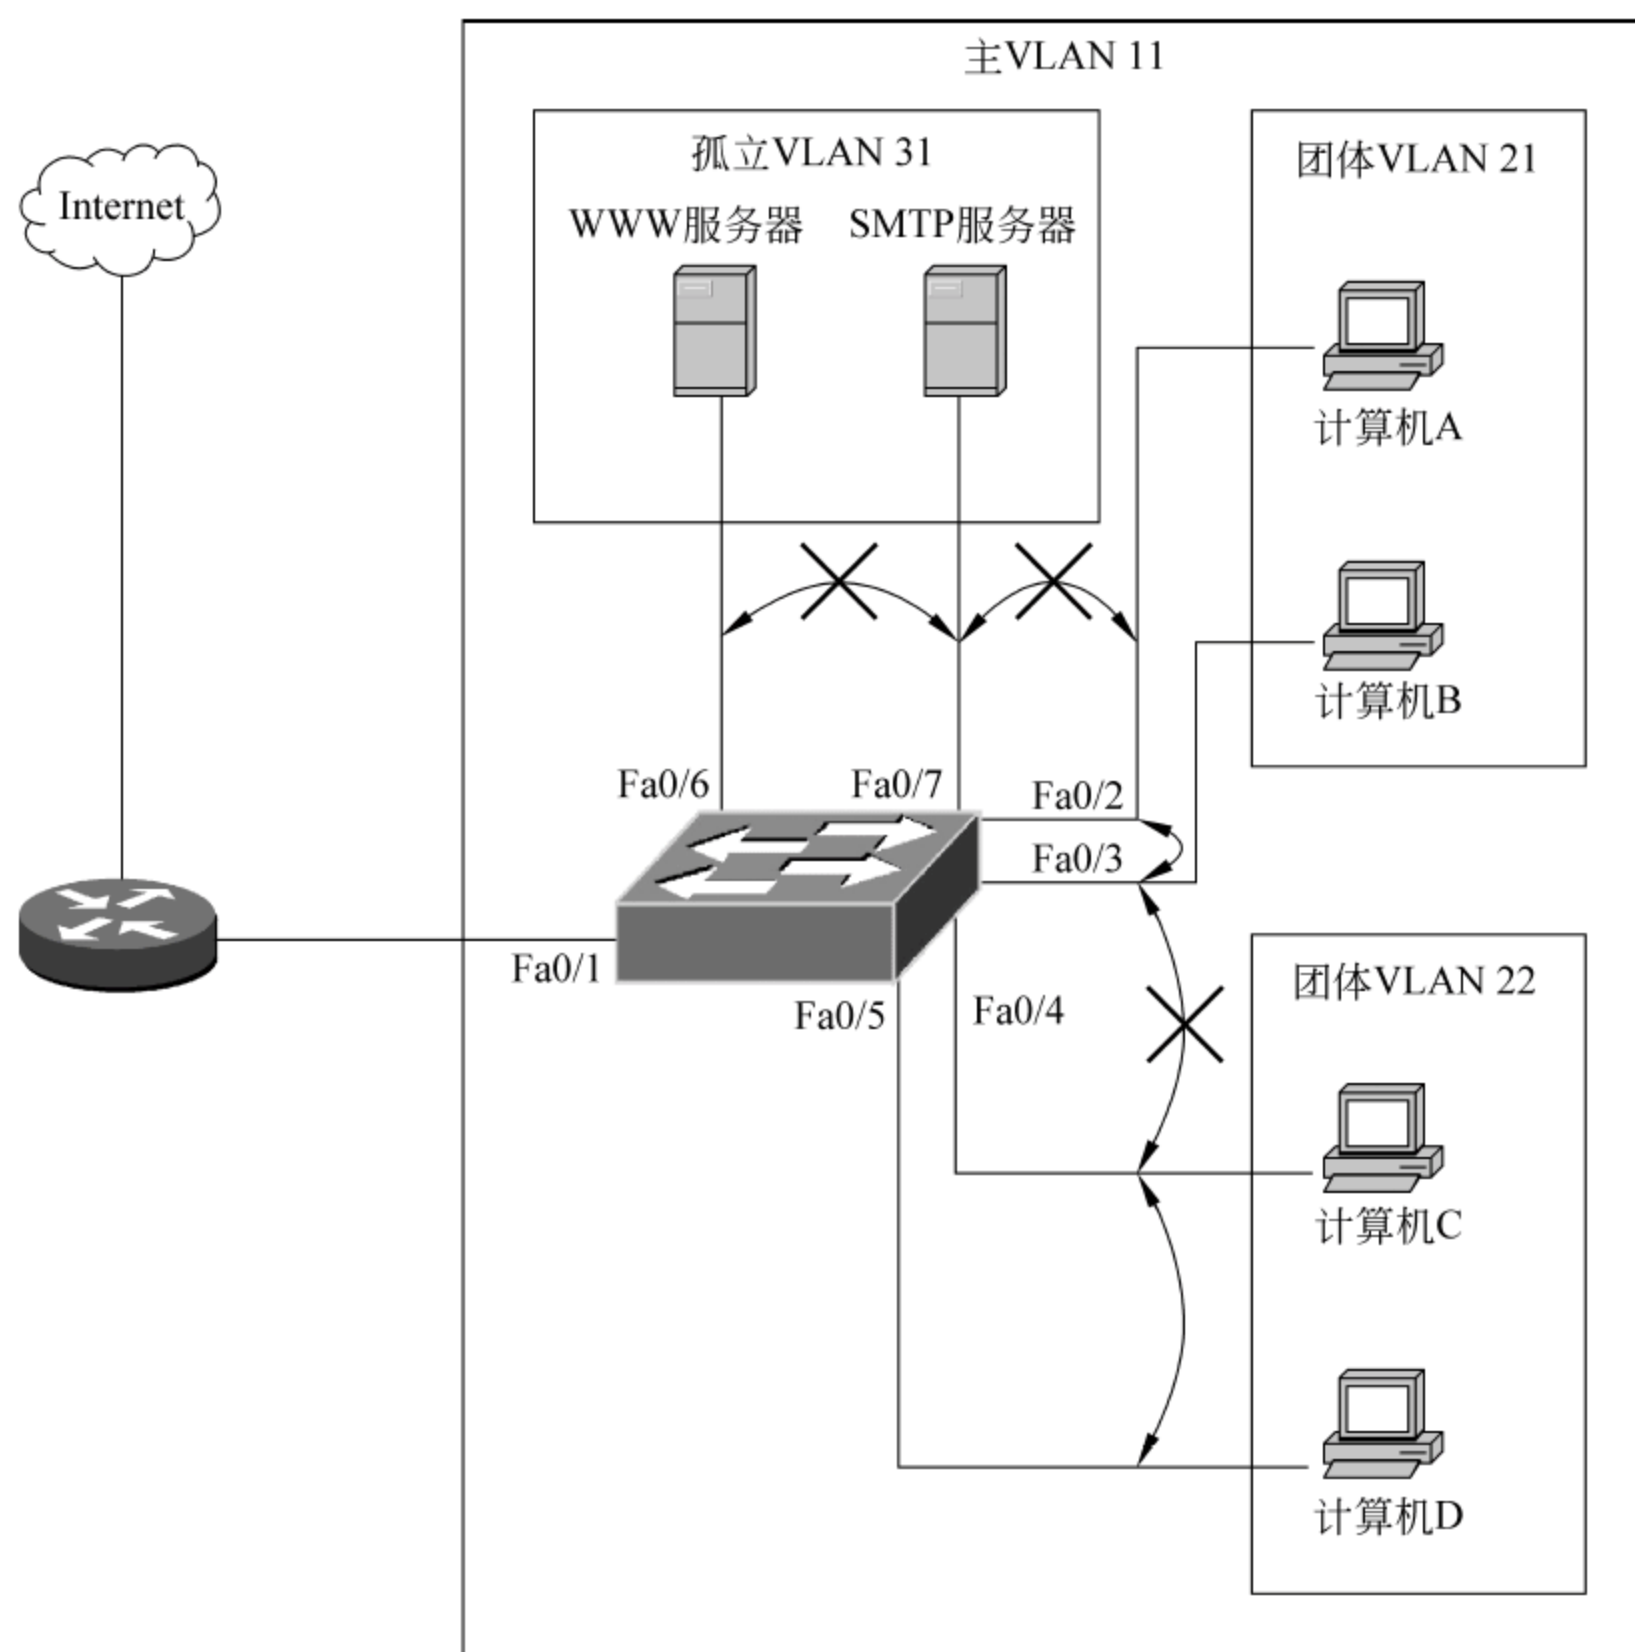 主VLAN 11
孤立VLAN 31
团体VLAN 21
Internet
WWW服务器
SMTP服务器
计算机A
计算机B
Fa0/6
Fa0/7
Fa0/2
Fa0/3
Fa0/1
Fa0/5
Fa0/4
团体VLAN 22
计算机C
计算机D